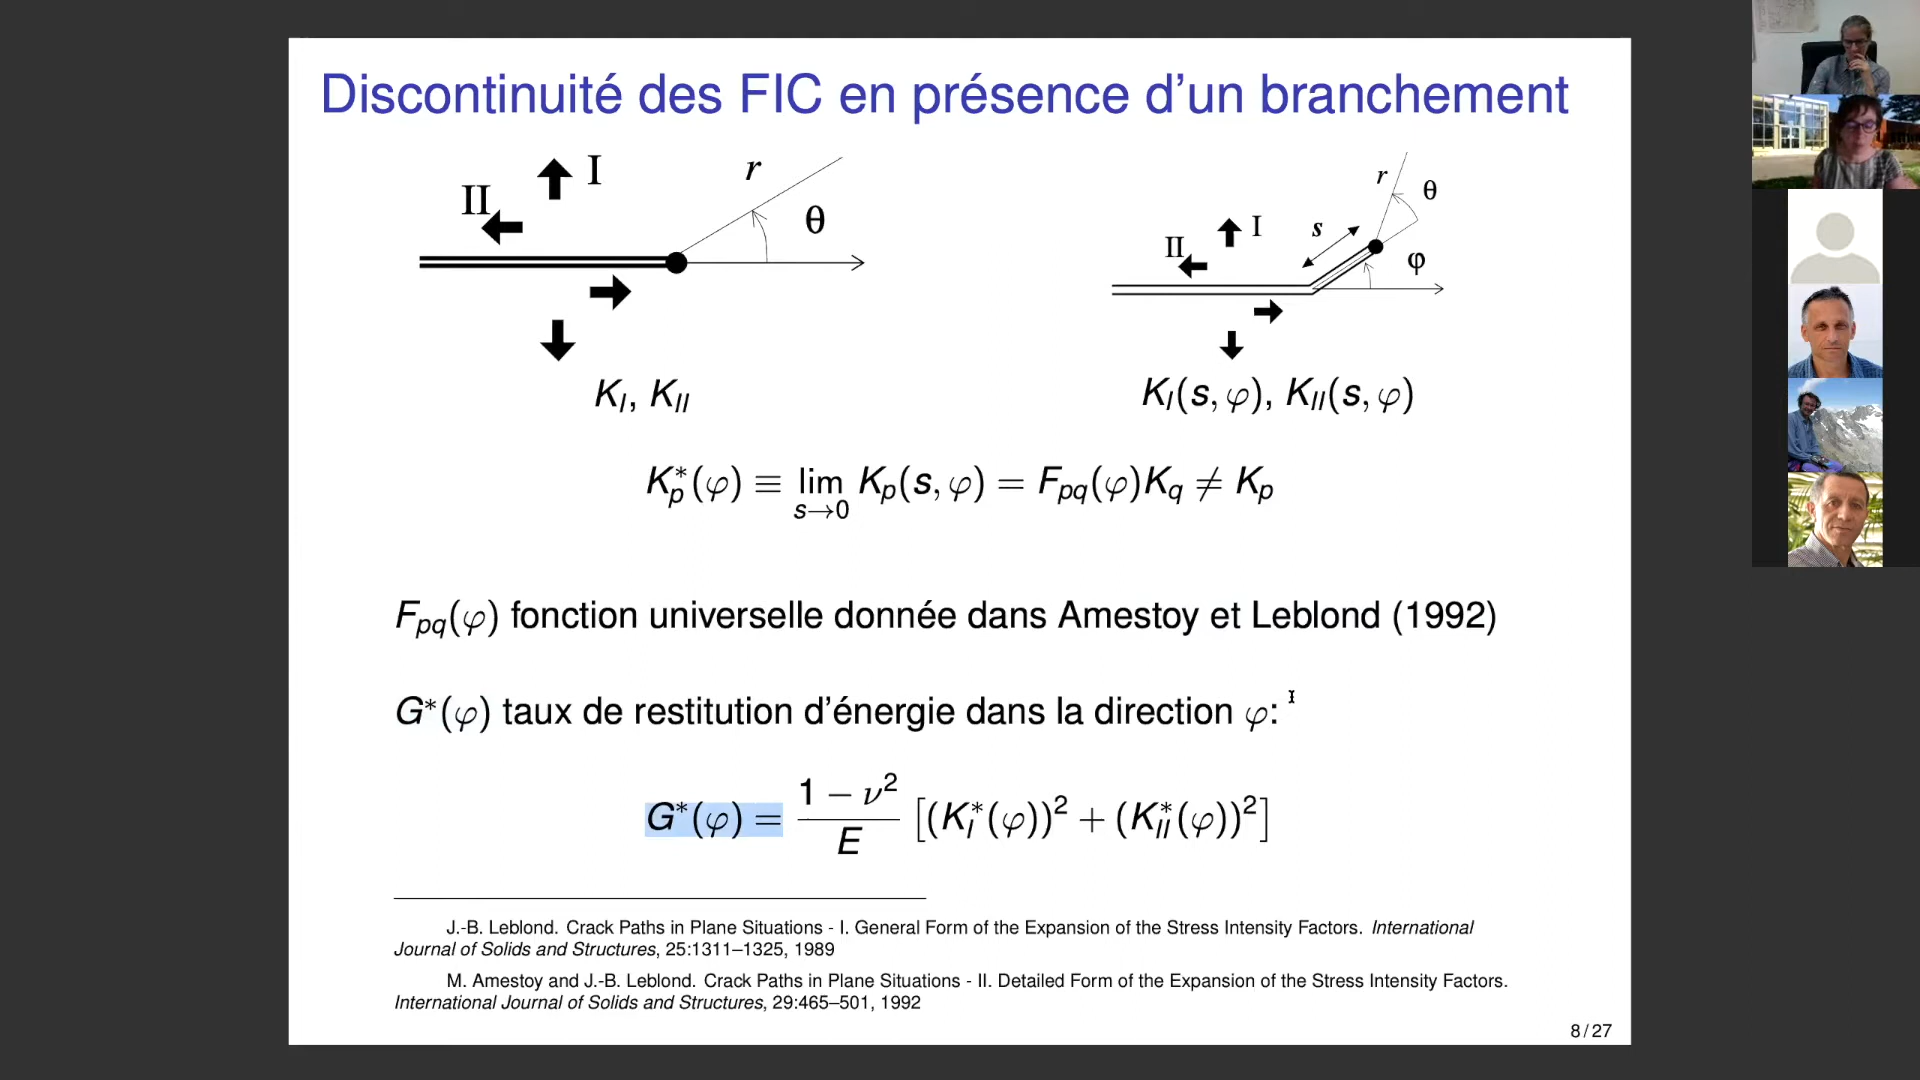 Discontinuité des FIC en présence d'un branchement
I
II
r
θ
I
II
s
r
θ
φ
K_I, K_II
K_I(s, φ), K_II(s, φ)
K*_p(φ) ≡ lim_{s→0} K_p(s, φ) = F_pq(φ)K_q ≠ K_p
F_pq(φ) fonction universelle donnée dans Amestoy et Leblond (1992)
G*(φ) taux de restitution d'énergie dans la direction φ:
G*(φ) = \frac{1 − ν²}{E} [(K*_I(φ))² + (K*_II(φ))²]
J.-B. Leblond. Crack Paths in Plane Situations - I. General Form of the Expansion of the Stress Intensity Factors. International
Journal of Solids and Structures, 25:1311–1325, 1989
M. Amestoy and J.-B. Leblond. Crack Paths in Plane Situations - II. Detailed Form of the Expansion of the Stress Intensity Factors.
International Journal of Solids and Structures, 29:465–501, 1992
8 / 27